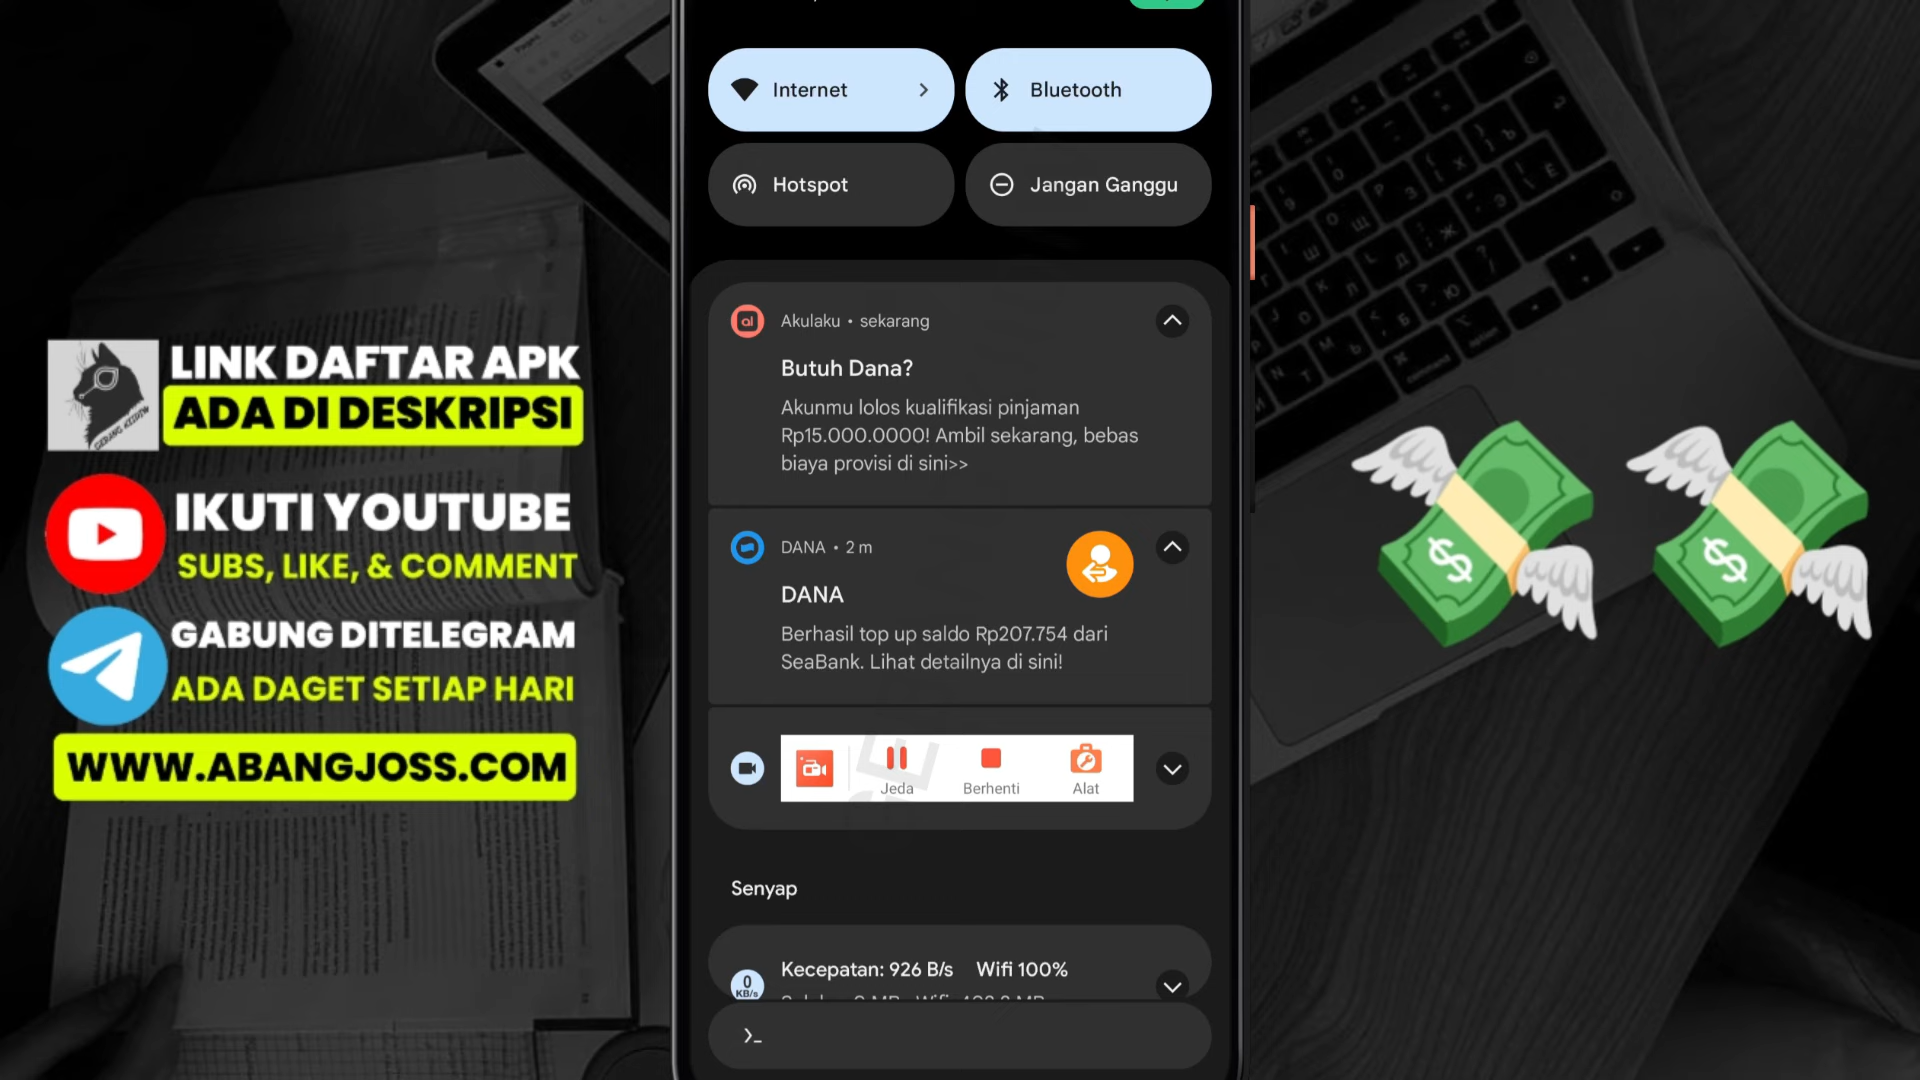 LINK DAFTAR APK
ADA DI DESKRIPSI
IKUTI YOUTUBE
SUBS, LIKE, & COMMENT
GABUNG DITELEGRAM
ADA DAGET SETIAP HARI
WWW.ABANGJOSS.COM
Internet
Bluetooth
Hotspot
Jangan Ganggu
Akulaku • sekarang
Butuh Dana?
Akunmu lolos kualifikasi pinjaman
Rp15.000.0000! Ambil sekarang, bebas
biaya provisi di sini>>
DANA • 2 m
DANA
Berhasil top up saldo Rp207.754 dari
SeaBank. Lihat detailnya di sini!
Jeda
Berhenti
Alat
Senyap
0 KB/s
Kecepatan: 926 B/s Wifi 100%